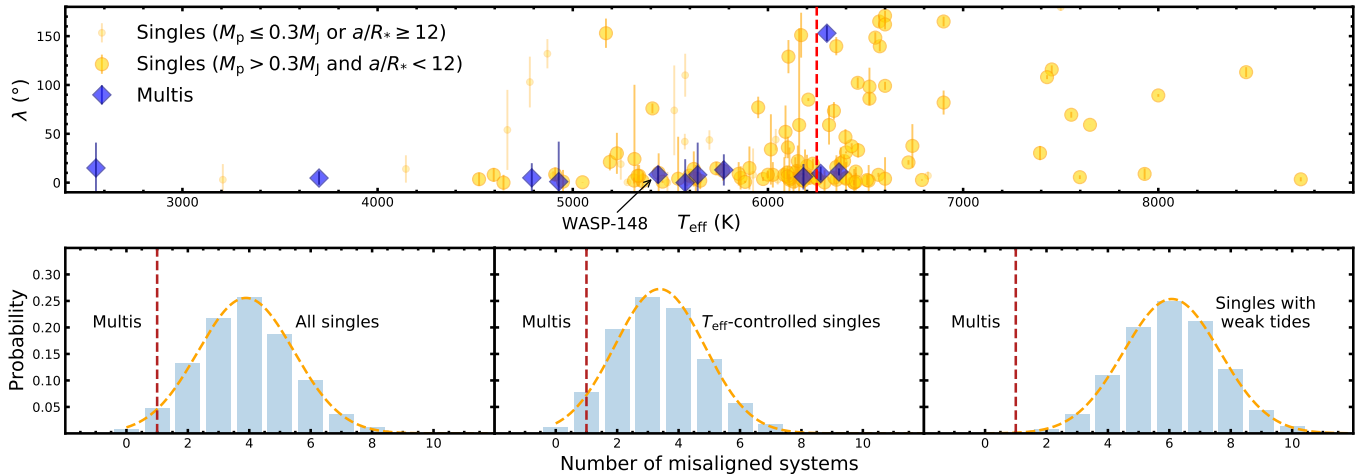 150
100
50
0
λ (°)
Singles (Mp ≤ 0.3MJ or a/R* ≥ 12)
Singles (Mp > 0.3MJ and a/R* < 12)
Multis
3000 4000 5000 6000 7000 8000
WASP-148
Teff (K)
Probability
0.30
0.25
0.20
0.15
0.10
0.05
Multis
All singles
0 2 4 6 8 10
Multis
Teff-controlled singles
0 2 4 6 8 10
Multis
Singles with
weak tides
0 2 4 6 8 10
Number of misaligned systems